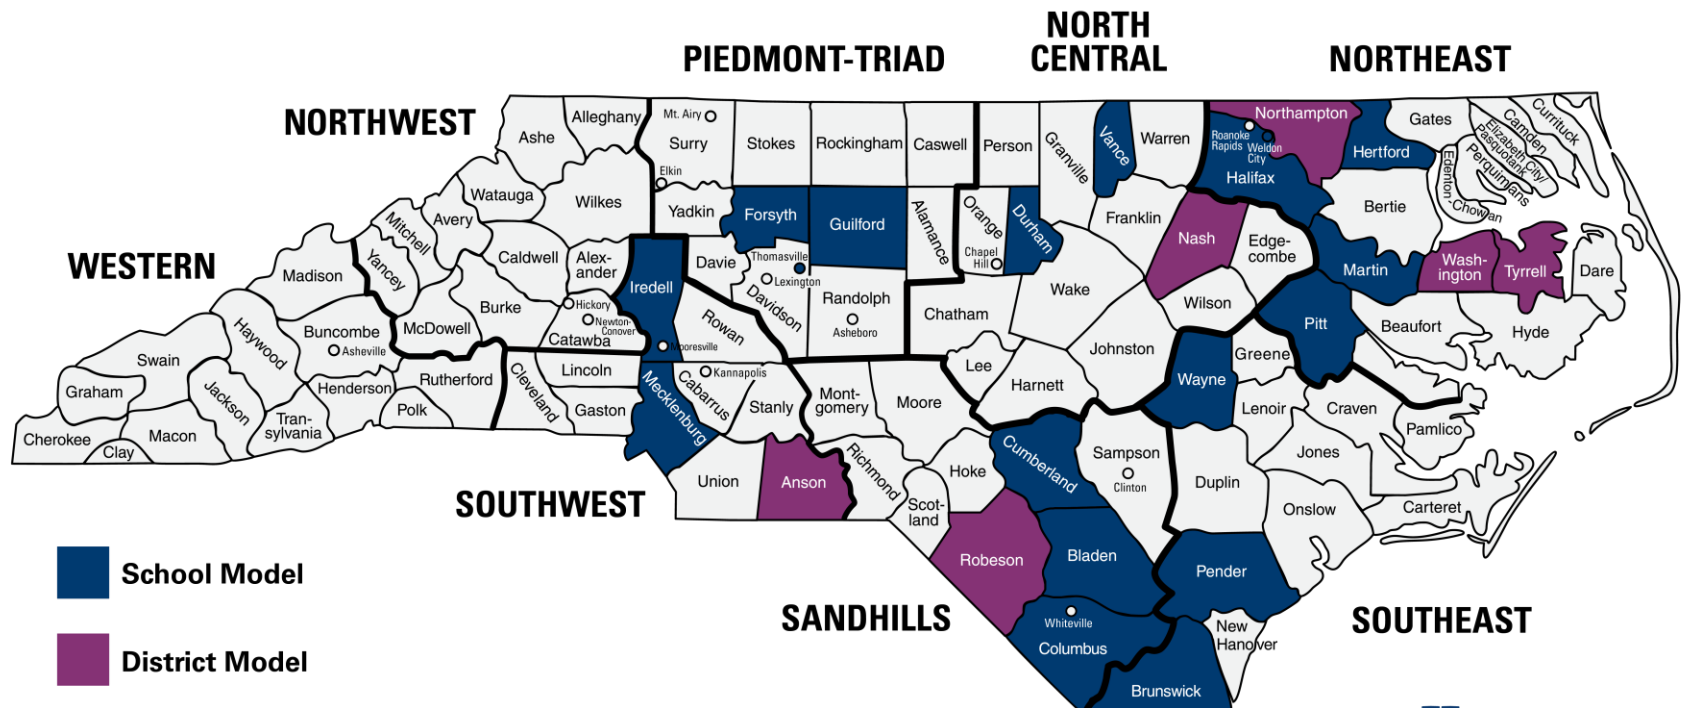 NORTH
CENTRAL
PIEDMONT-TRIAD
NORTHEAST
NORTHWEST
WESTERN
SOUTHWEST
SANDHILLS
SOUTHEAST
Alleghany
Ashe
Mt. Airy
Surry
Elkin
Stokes
Rockingham
Caswell
Person
Granville
Vance
Warren
Northampton
Roanoke
Rapids
Weldon
City
Halifax
Hertford
Gates
Currituck
Camden
Elizabeth City/
Pasquotank
Perquimans
Edenton-Chowan
Watauga
Wilkes
Yadkin
Forsyth
Guilford
Alamance
Orange
Chapel
Hill
Durham
Franklin
Nash
Edge-
combe
Bertie
Mitchell
Avery
Yancey
Caldwell
Alex-
ander
Iredell
Davie
Thomasville
Lexington
Davidson
Randolph
Asheboro
Chatham
Wake
Wilson
Martin
Wash-
ington
Tyrrell
Dare
Madison
Buncombe
Asheville
McDowell
Burke
Hickory
Newton-
Conover
Catawba
Mooresville
Rowan
Lee
Harnett
Johnston
Wayne
Greene
Pitt
Beaufort
Hyde
Haywood
Swain
Graham
Cherokee
Clay
Macon
Jackson
Tran-
sylvania
Henderson
Polk
Rutherford
Cleveland
Lincoln
Gaston
Mecklenburg
Cabarrus
Kannapolis
Stanly
Union
Anson
Mont-
gomery
Moore
Richmond
Scot-
land
Hoke
Cumberland
Sampson
Clinton
Duplin
Lenoir
Craven
Pamlico
Jones
Onslow
Carteret
Robeson
Bladen
Whiteville
Columbus
Pender
New
Hanover
Brunswick
School Model
District Model